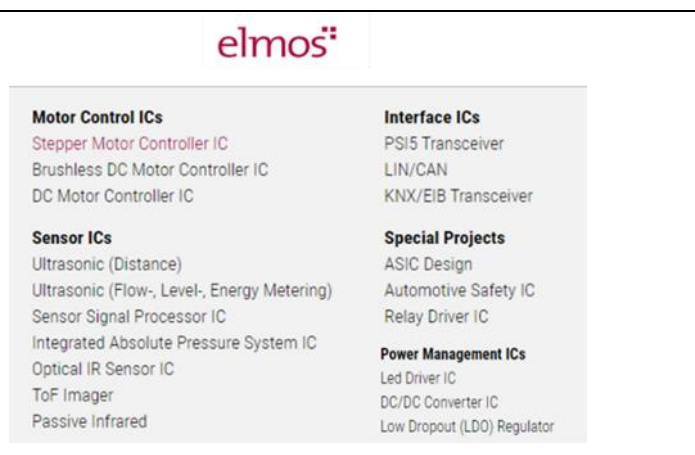 elmos
Motor Control ICs
Stepper Motor Controller IC
Brushless DC Motor Controller IC
DC Motor Controller IC
Sensor ICs
Ultrasonic (Distance)
Ultrasonic (Flow-, Level-, Energy Metering)
Sensor Signal Processor IC
Integrated Absolute Pressure System IC
Optical IR Sensor IC
ToF Imager
Passive Infrared
Interface ICs
PSI5 Transceiver
LIN/CAN
KNX/EIB Transceiver
Special Projects
ASIC Design
Automotive Safety IC
Relay Driver IC
Power Management ICs
Led Driver IC
DC/DC Converter IC
Low Dropout (LDO) Regulator